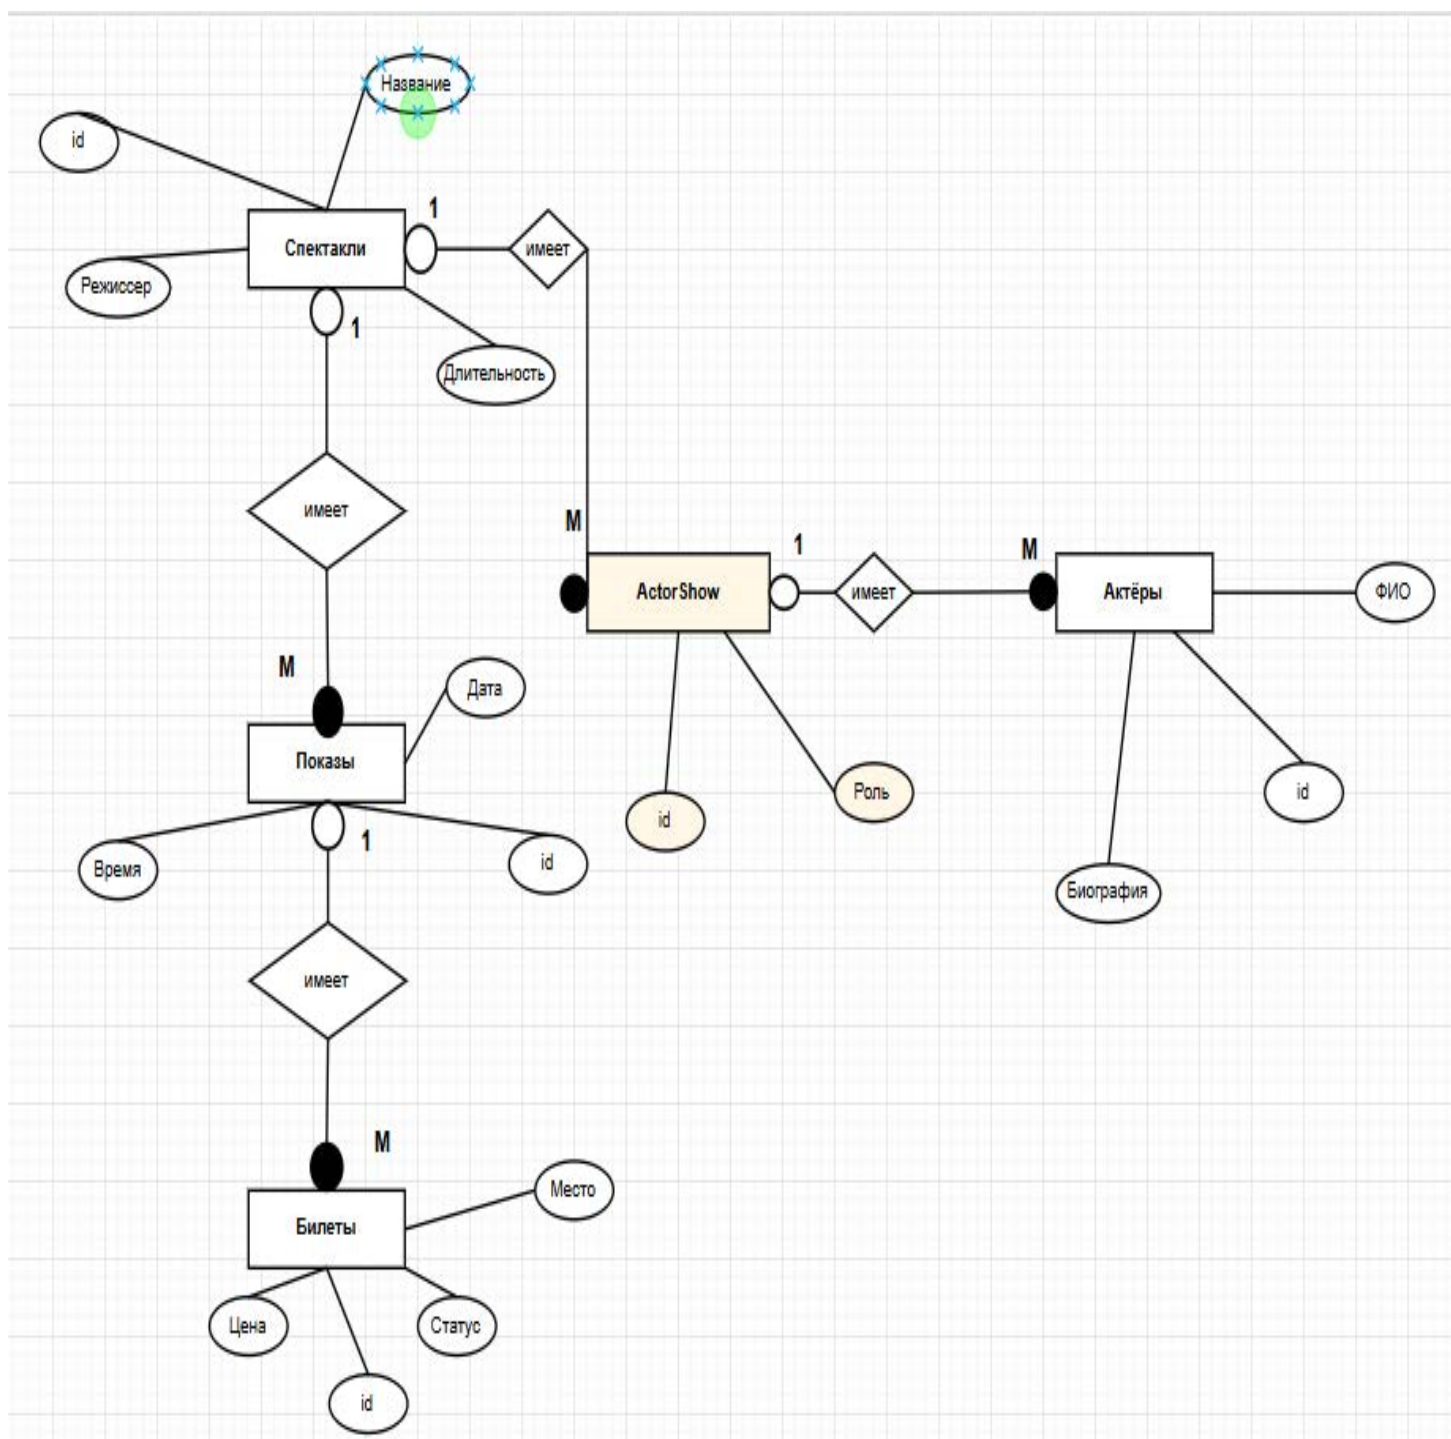 Название
id
1
Спектакли
имеет
Режиссер
1
Длительность
имеет
M
1
M
ActorShow
имеет
Актёры
ФИО
M
Дата
Показы
Роль
id
id
1
Время
id
Биография
имеет
M
Место
Билеты
Цена
Статус
id